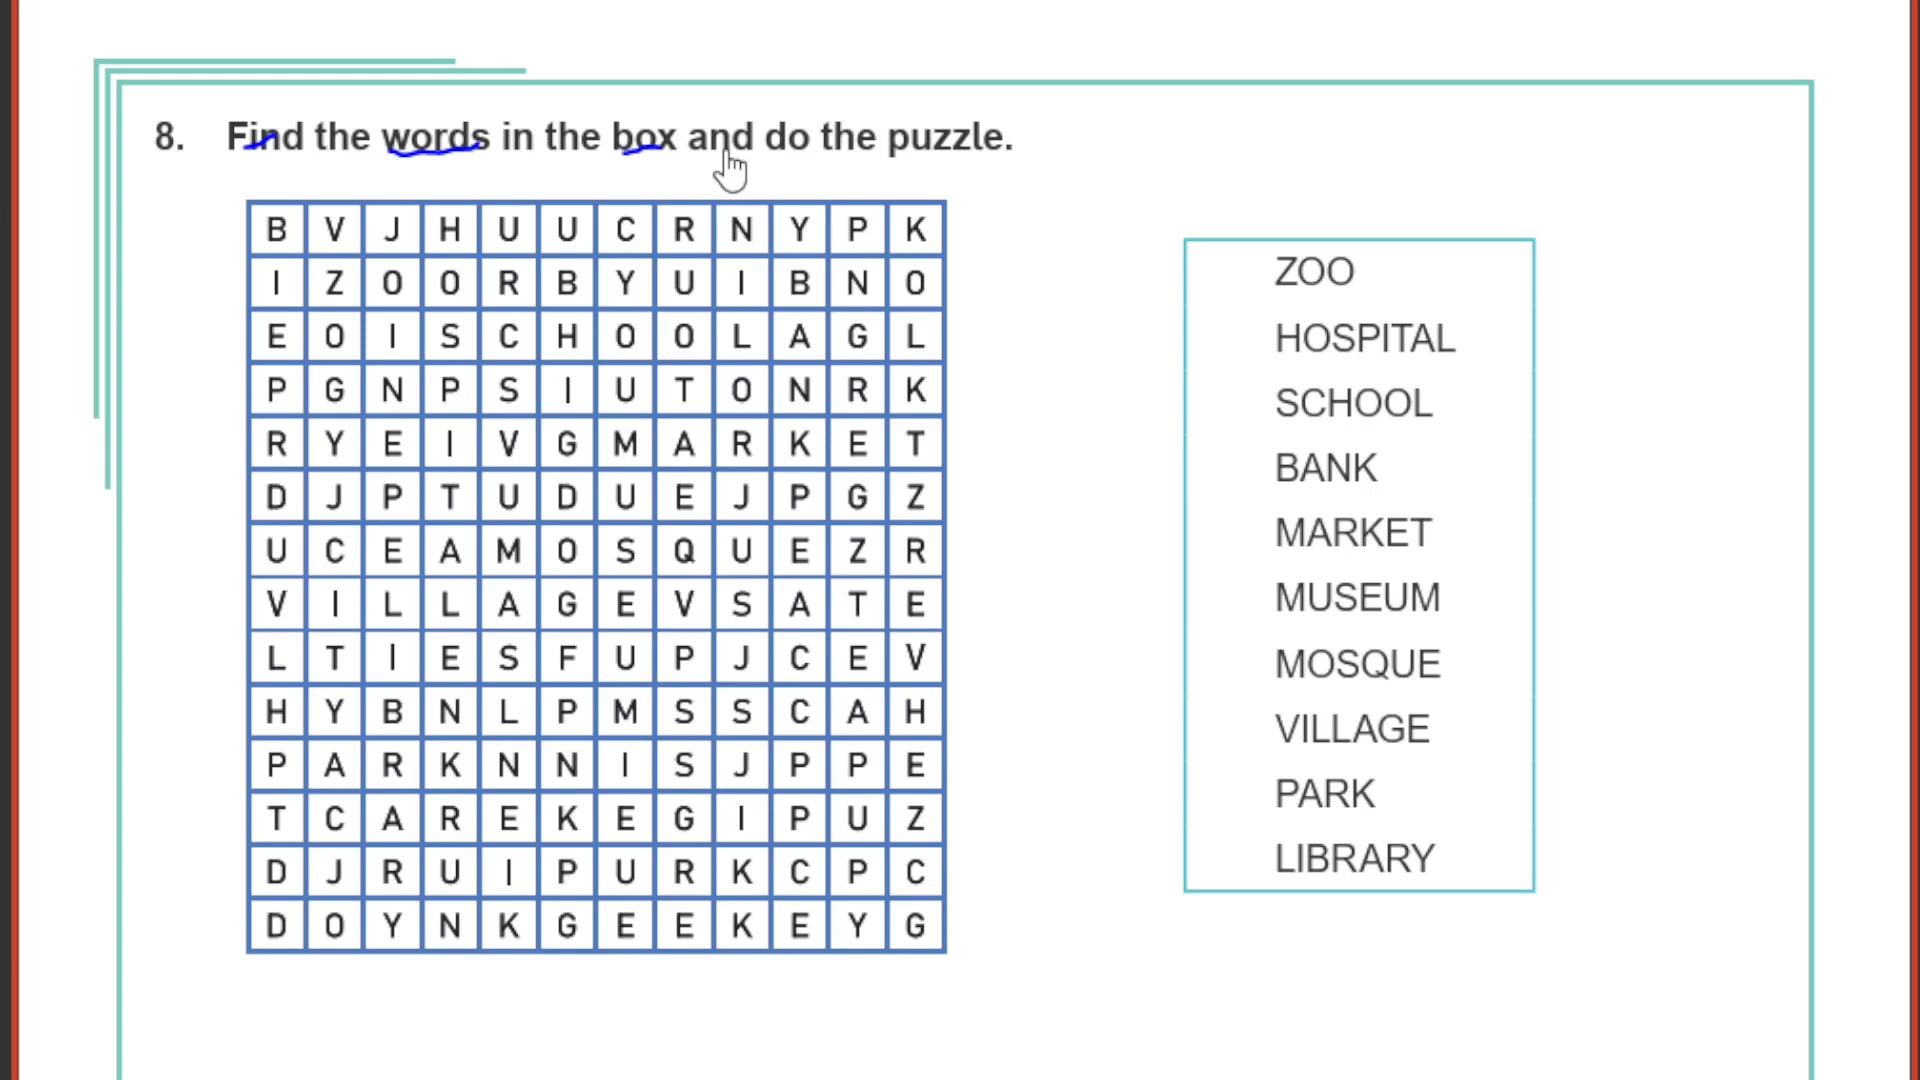 8. Find the words in the box and do the puzzle.
B V J H U U C R N Y P K
I Z O O R B Y U I B N O
E O I S C H O O L A G L
P G N P S I U T O N R K
R Y E I V G M A R K E T
D J P T U D U E J P G Z
U C E A M O S Q U E Z R
V I L L A G E V S A T E
L T I E S F U P J C E V
H Y B N L P M S S C A H
P A R K N N I S J P P E
T C A R E K E G I P U Z
D J R U I P U R K C P C
D O Y N K G E E K E Y G
ZOO
HOSPITAL
SCHOOL
BANK
MARKET
MUSEUM
MOSQUE
VILLAGE
PARK
LIBRARY